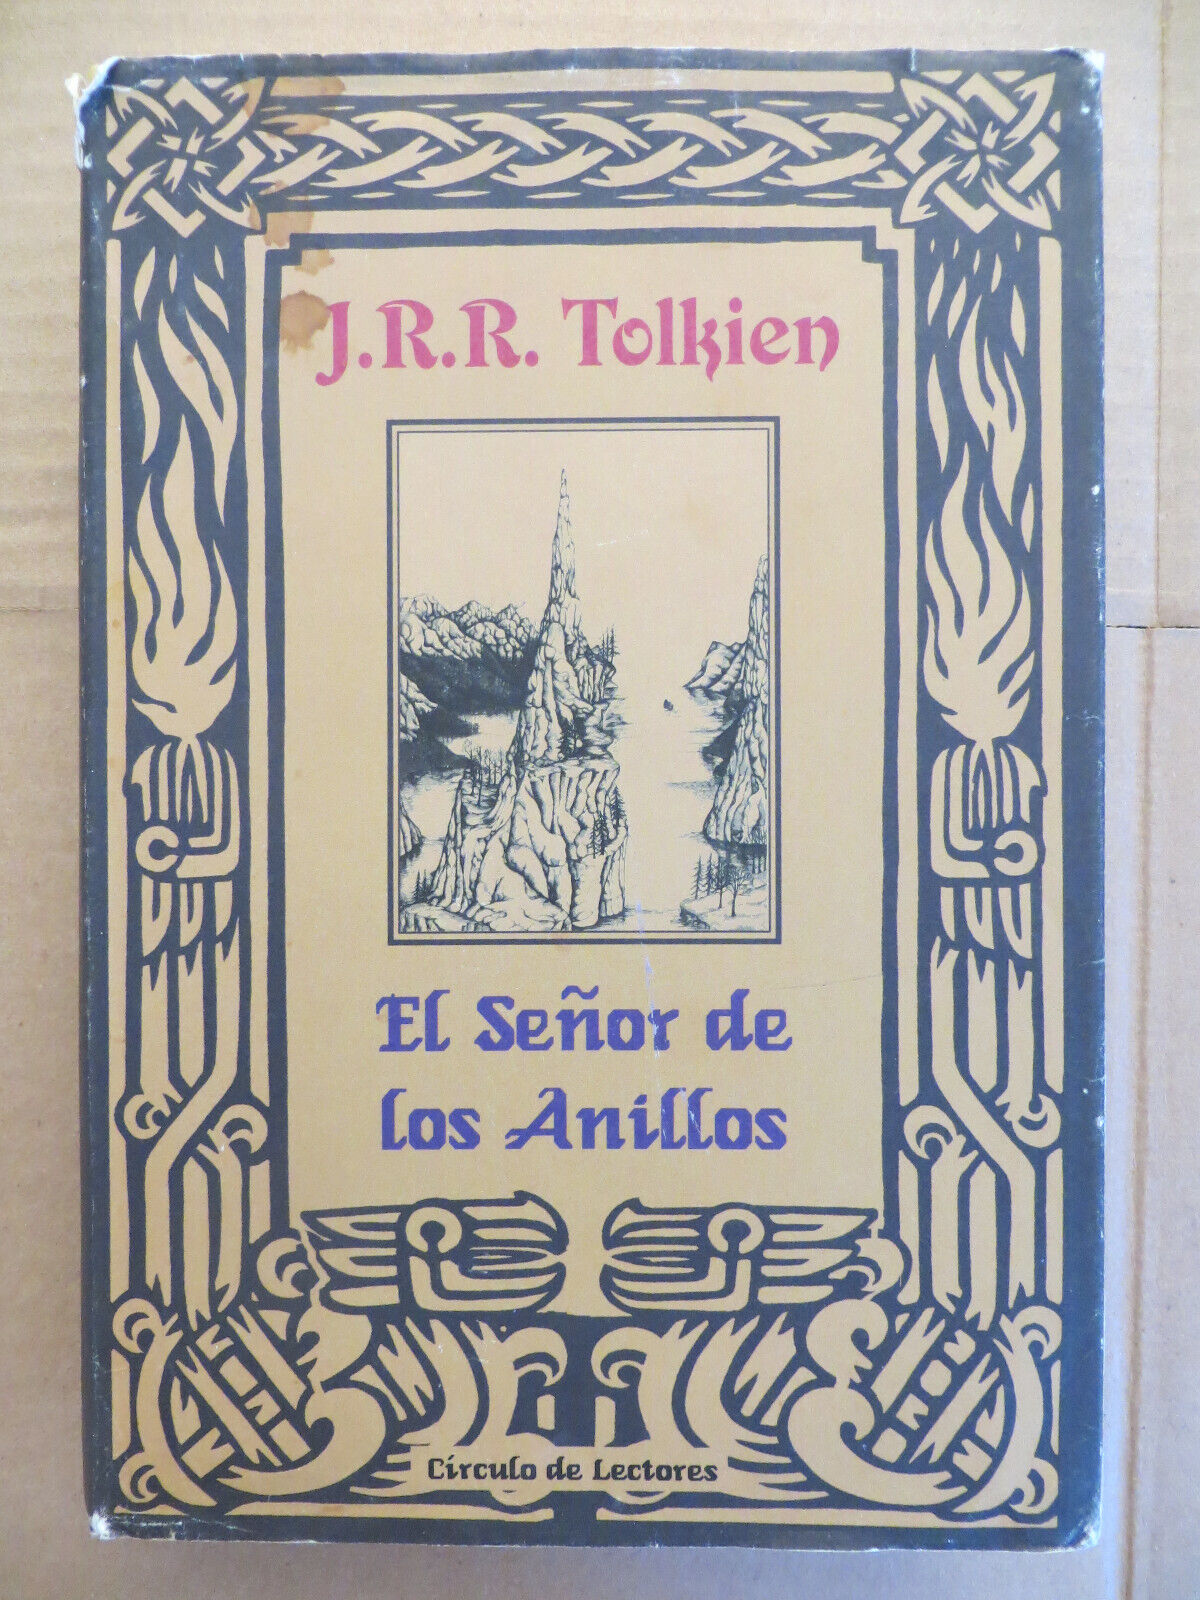 J.R.R. Tolkien
El Señor de
los Anillos
Círculo de Lectores